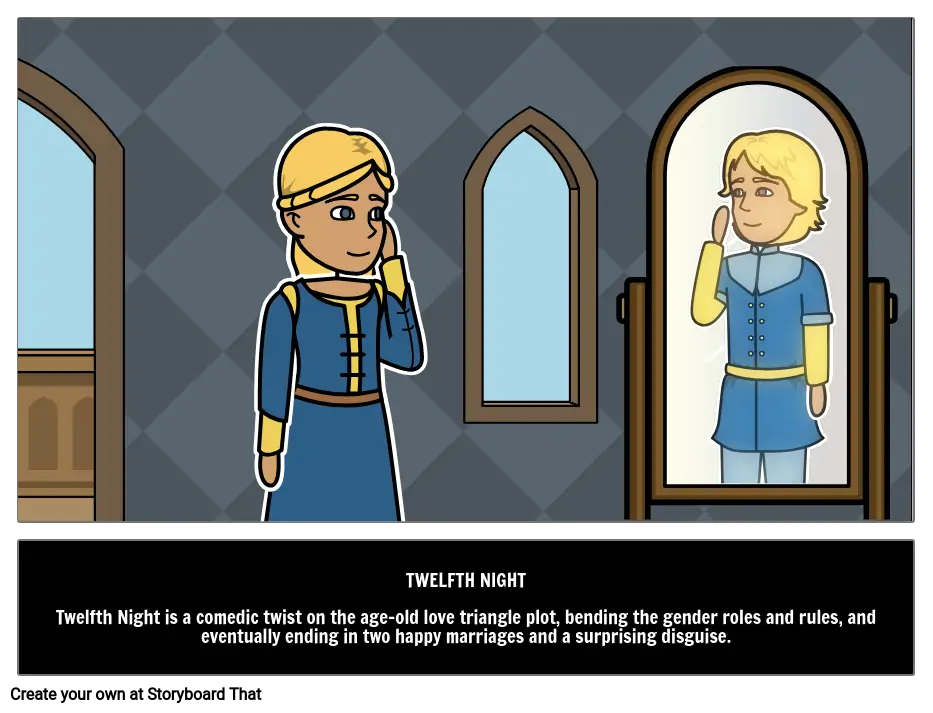 TWELFTH NIGHT
Twelfth Night is a comedic twist on the age-old love triangle plot, bending the gender roles and rules, and
eventually ending in two happy marriages and a surprising disguise.
Create your own at Storyboard That